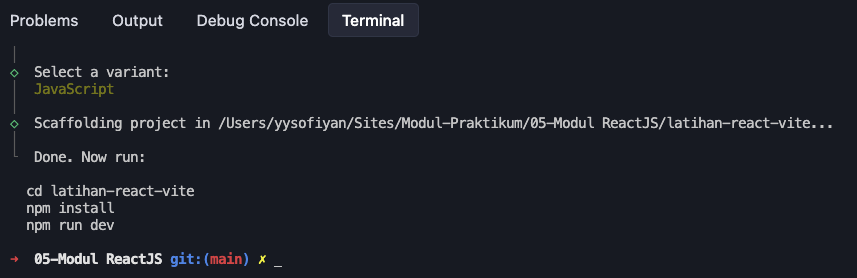 Problems Output Debug Console Terminal
◇ Select a variant:
JavaScript
◇ Scaffolding project in /Users/yysofiyan/Sites/Modul-Praktikum/05-Modul ReactJS/latihan-react-vite...
Done. Now run:
cd latihan-react-vite
npm install
npm run dev
➜ 05-Modul ReactJS git:(main) ✗ _